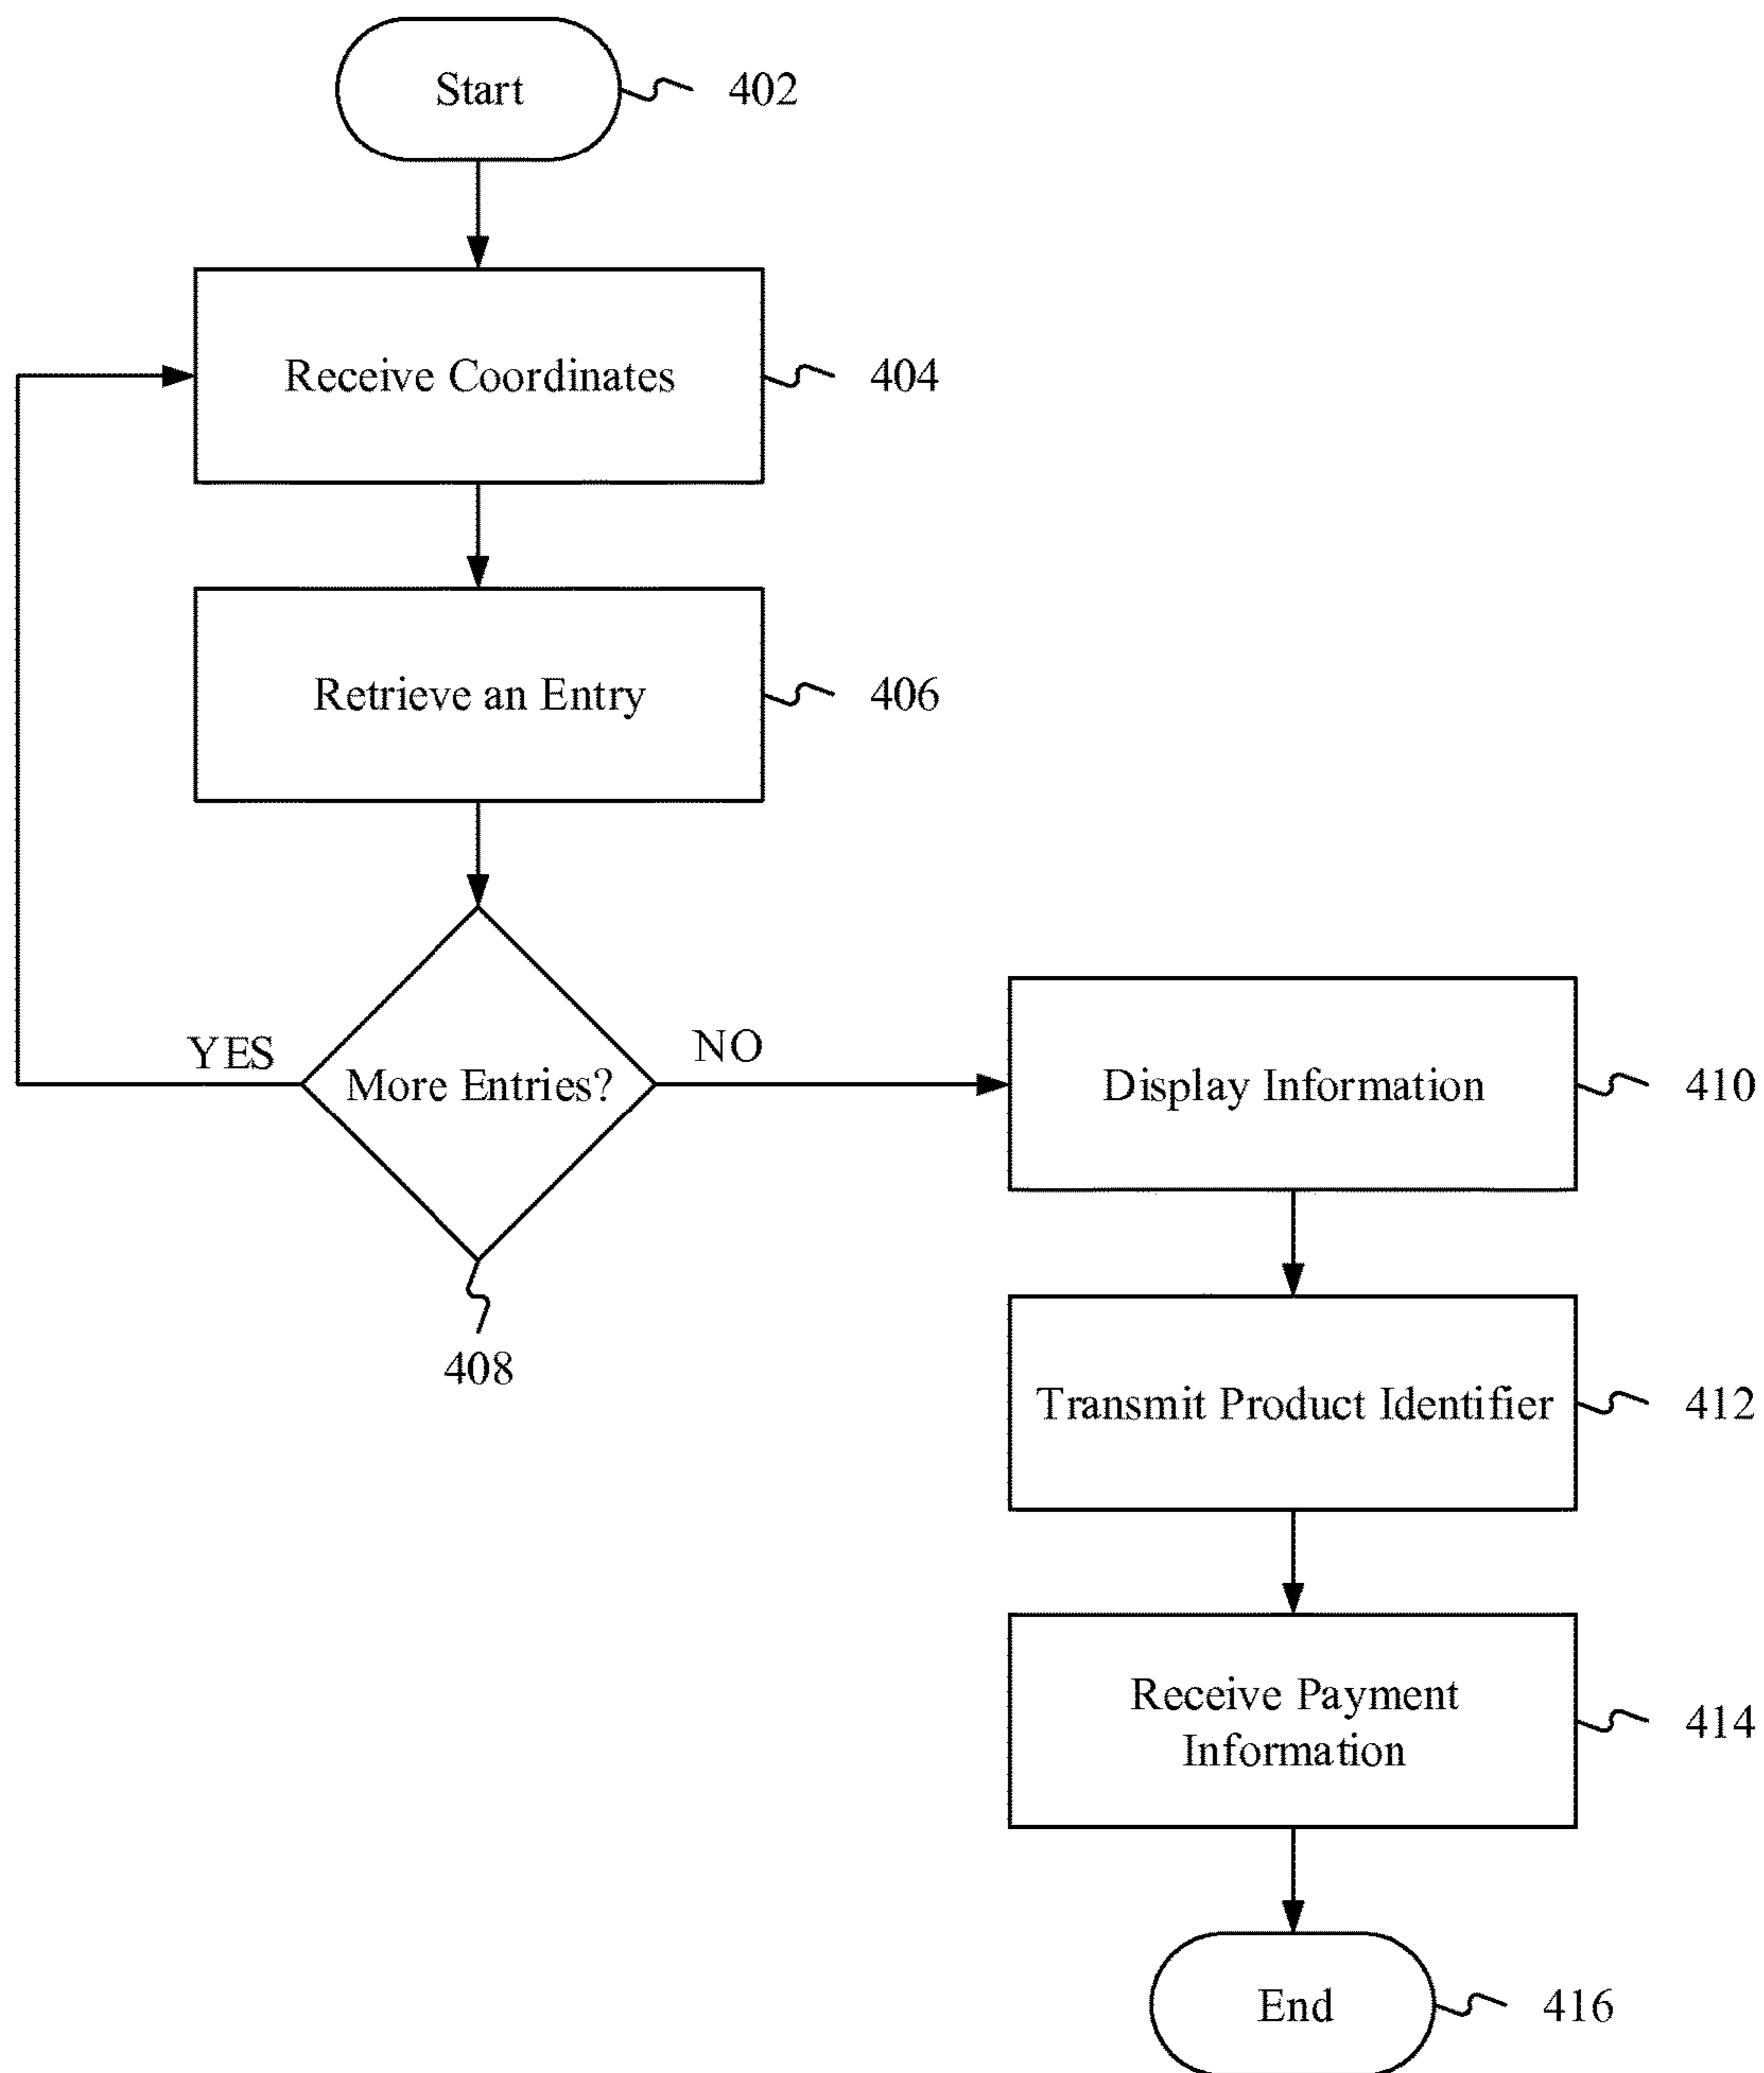 Start
402
Receive Coordinates
404
Retrieve an Entry
406
YES
More Entries?
NO
408
Display Information
410
Transmit Product Identifier
412
Receive Payment
Information
414
End
416